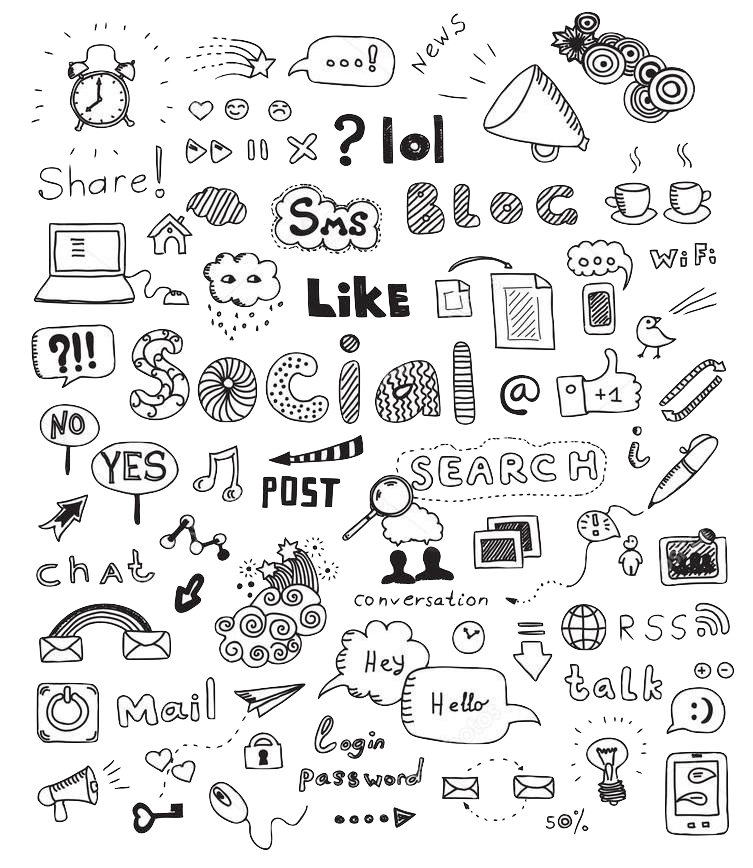 News
...!
? lol
Share!
SMS
BLOG
WiFi
LiKE
...
?!!
Social
@
+1
NO
YES
i
SEARCH
POST
chAt
conversation
RSS
Hey
Hello
talk
Mail
:)
Login
password
50%